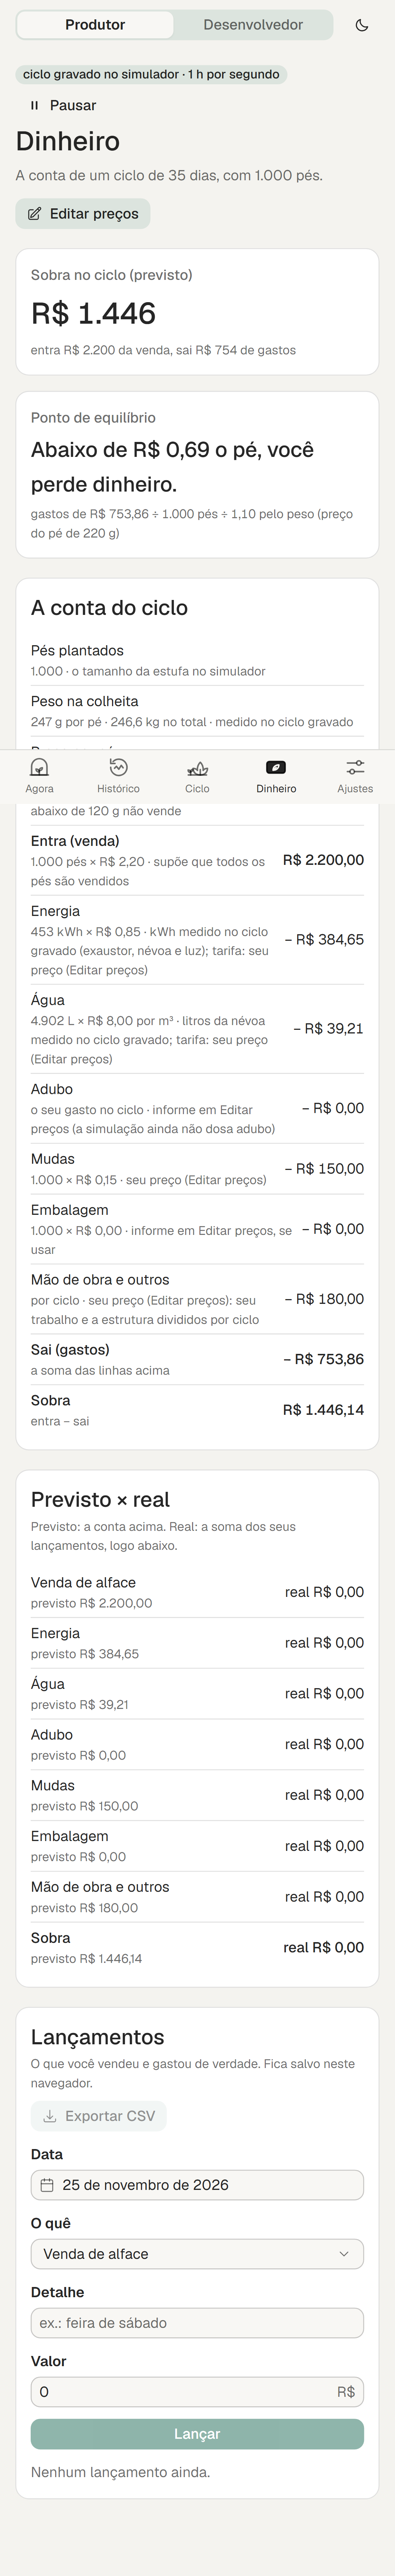 Produtor
Desenvolvedor
ciclo gravado no simulador · 1 h por segundo
Pausar
Dinheiro
A conta de um ciclo de 35 dias, com 1.000 pés.
Editar preços
Sobra no ciclo (previsto)
R$ 1.446
entra R$ 2.200 da venda, sai R$ 754 de gastos
Ponto de equilíbrio
Abaixo de R$ 0,69 o pé, você
perde dinheiro.
gastos de R$ 753,86 ÷ 1.000 pés ÷ 1,10 pelo peso (preço
do pé de 220 g)
A conta do ciclo
Pés plantados
1.000 · o tamanho da estufa no simulador
Peso na colheita
247 g por pé · 246,6 kg no total · medido no ciclo gravado
Agora
Histórico
Ciclo
Dinheiro
Ajustes
abaixo de 120 g não vende
Entra (venda)
1.000 pés × R$ 2,20 · supõe que todos os
pés são vendidos
R$ 2.200,00
Energia
453 kWh × R$ 0,85 · kWh medido no ciclo
gravado (exaustor, névoa e luz); tarifa: seu
preço (Editar preços)
− R$ 384,65
Água
4.902 L × R$ 8,00 por m³ · litros da névoa
medido no ciclo gravado; tarifa: seu preço
(Editar preços)
− R$ 39,21
Adubo
o seu gasto no ciclo · informe em Editar
preços (a simulação ainda não dosa adubo)
− R$ 0,00
Mudas
1.000 × R$ 0,15 · seu preço (Editar preços)
− R$ 150,00
Embalagem
1.000 × R$ 0,00 · informe em Editar preços, se
usar
− R$ 0,00
Mão de obra e outros
por ciclo · seu preço (Editar preços): seu
trabalho e a estrutura divididos por ciclo
− R$ 180,00
Sai (gastos)
a soma das linhas acima
− R$ 753,86
Sobra
entra − sai
R$ 1.446,14
Previsto × real
Previsto: a conta acima. Real: a soma dos seus
lançamentos, logo abaixo.
Venda de alface
previsto R$ 2.200,00
real R$ 0,00
Energia
previsto R$ 384,65
real R$ 0,00
Água
previsto R$ 39,21
real R$ 0,00
Adubo
previsto R$ 0,00
real R$ 0,00
Mudas
previsto R$ 150,00
real R$ 0,00
Embalagem
previsto R$ 0,00
real R$ 0,00
Mão de obra e outros
previsto R$ 180,00
real R$ 0,00
Sobra
previsto R$ 1.446,14
real R$ 0,00
Lançamentos
O que você vendeu e gastou de verdade. Fica salvo neste
navegador.
Exportar CSV
Data
25 de novembro de 2026
O quê
Venda de alface
Detalhe
ex.: feira de sábado
Valor
0
R$
Lançar
Nenhum lançamento ainda.